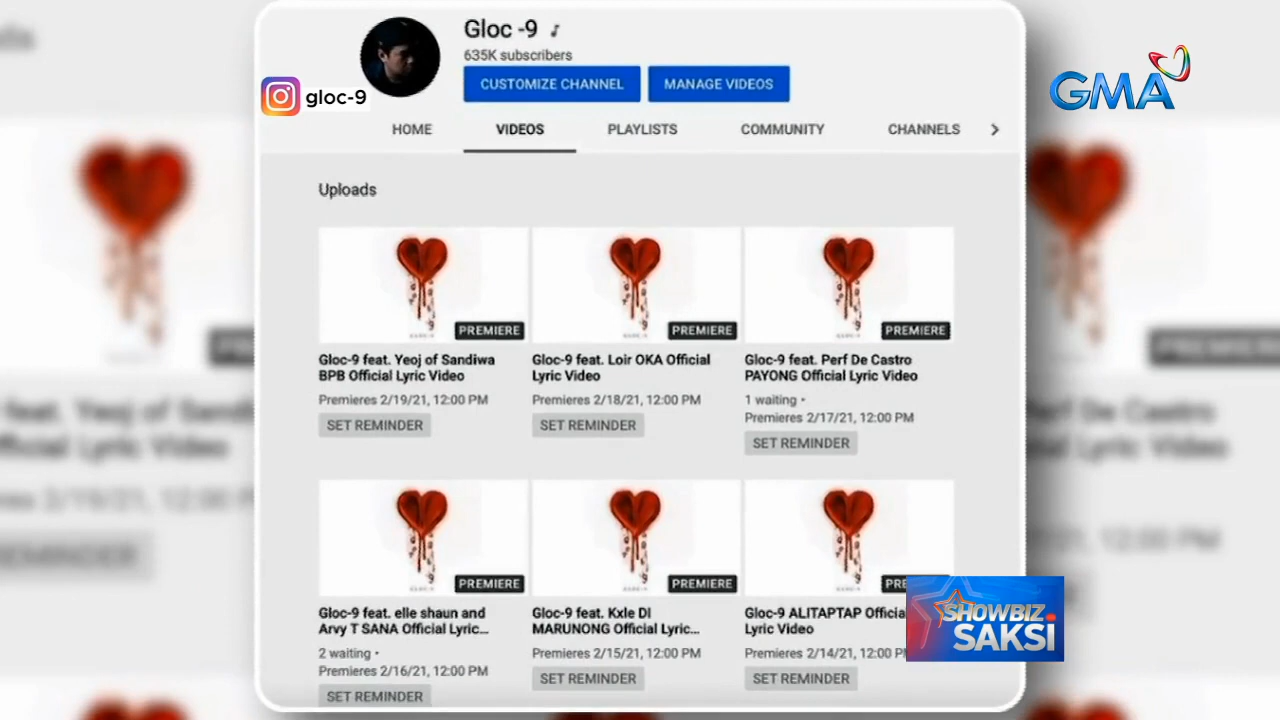 Gloc -9
635K subscribers
CUSTOMIZE CHANNEL
MANAGE VIDEOS
gloc-9
GMA
HOME
VIDEOS
PLAYLISTS
COMMUNITY
CHANNELS
Uploads
PREMIERE
PREMIERE
PREMIERE
Gloc-9 feat. Yeoj of Sandiwa
BPB Official Lyric Video
Premieres 2/19/21, 12:00 PM
SET REMINDER
Gloc-9 feat. Loir OKA Official
Lyric Video
Premieres 2/18/21, 12:00 PM
SET REMINDER
Gloc-9 feat. Perf De Castro
PAYONG Official Lyric Video
1 waiting •
Premieres 2/17/21, 12:00 PM
SET REMINDER
PREMIERE
PREMIERE
PRE
Gloc-9 feat. elle shaun and
Arvy T SANA Official Lyric...
2 waiting •
Premieres 2/16/21, 12:00 PM
SET REMINDER
Gloc-9 feat. Kxle DI
MARUNONG Official Lyric...
Premieres 2/15/21, 12:00 PM
SET REMINDER
Gloc-9 ALITAPTAP Officia
Lyric Video
Premieres 2/14/21, 12:00 PM
SET REMINDER
SHOWBIZ
SAKSI